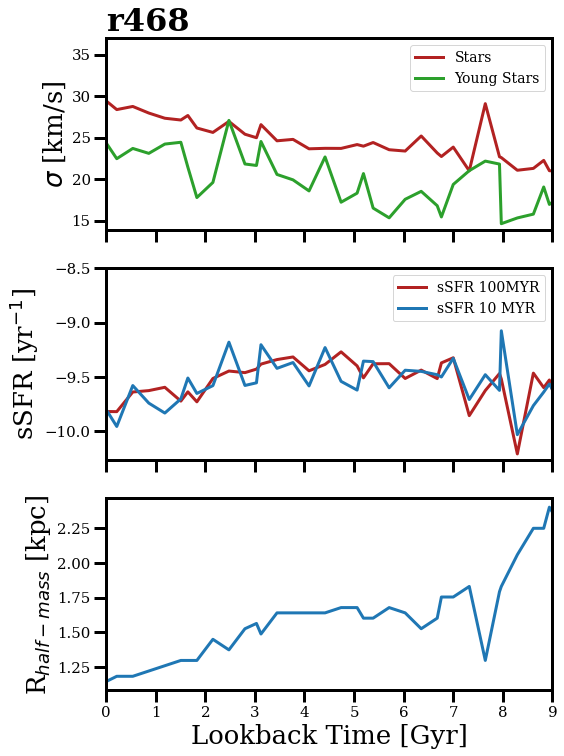 r468
σ [km/s]
35
30
25
20
15
Stars
Young Stars
sSFR [yr⁻¹]
−8.5
−9.0
−9.5
−10.0
sSFR 100MYR
sSFR 10 MYR
R_half−mass [kpc]
2.25
2.00
1.75
1.50
1.25
0 1 2 3 4 5 6 7 8 9
Lookback Time [Gyr]